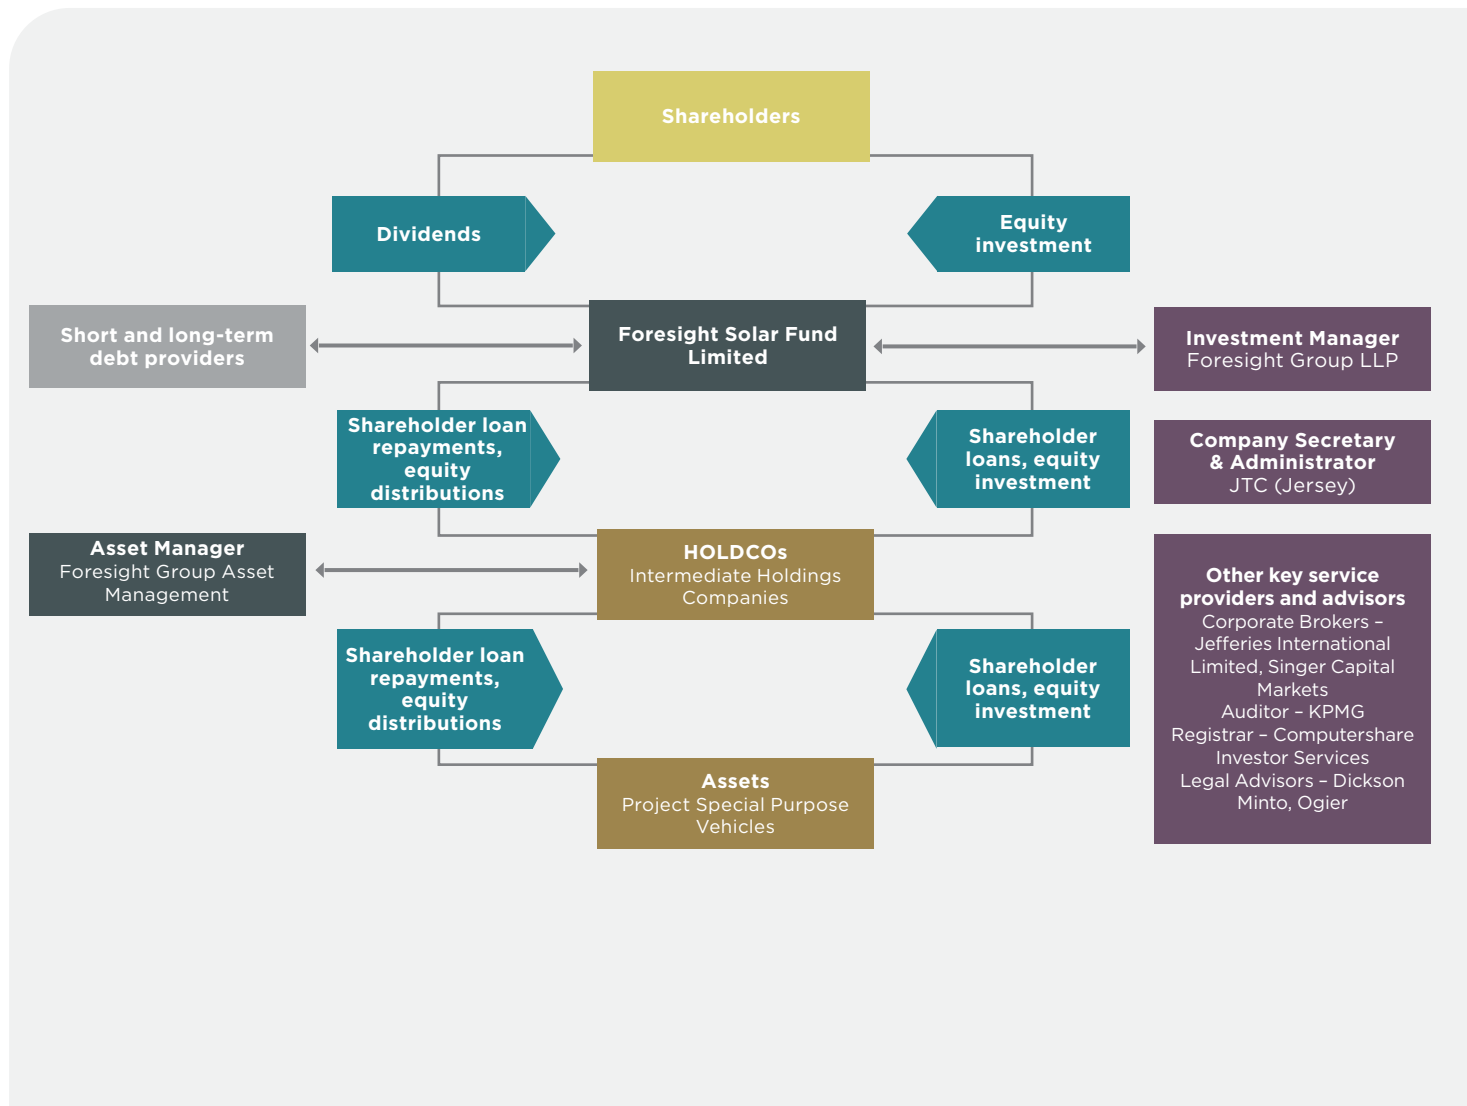 Shareholders
Dividends
Equity
investment
Short and long-term
debt providers
Foresight Solar Fund
Limited
Investment Manager
Foresight Group LLP
Shareholder loan
repayments,
equity
distributions
Shareholder
loans, equity
investment
Company Secretary
& Administrator
JTC (Jersey)
Asset Manager
Foresight Group Asset
Management
HOLDCOs
Intermediate Holdings
Companies
Other key service
providers and advisors
Corporate Brokers –
Jefferies International
Limited, Singer Capital
Markets
Auditor – KPMG
Registrar – Computershare
Investor Services
Legal Advisors – Dickson
Minto, Ogier
Shareholder loan
repayments,
equity
distributions
Shareholder
loans, equity
investment
Assets
Project Special Purpose
Vehicles